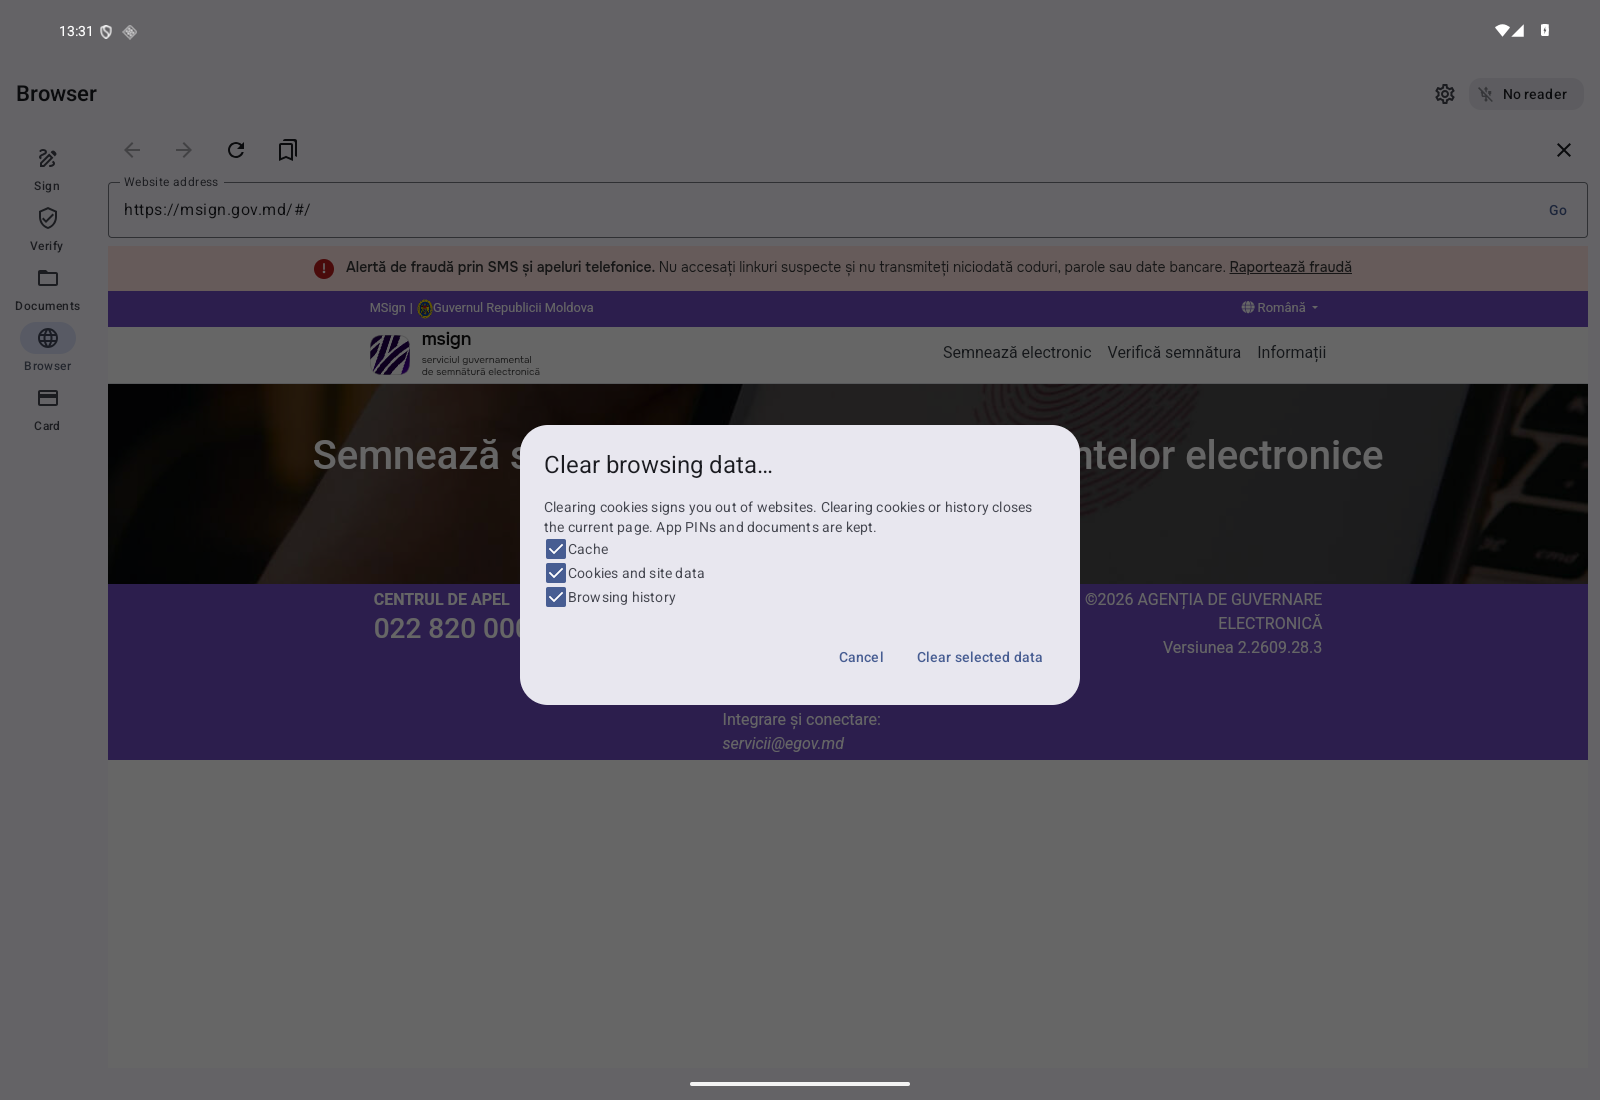 13:31
Browser
No reader
Sign
Verify
Documents
Browser
Card
Website address
https://msign.gov.md/#/
Go
Alertă de fraudă prin SMS și apeluri telefonice. Nu accesați linkuri suspecte și nu transmiteți niciodată coduri, parole sau date bancare. Raportează fraudă
MSign | Guvernul Republicii Moldova
Română
msign
serviciul guvernamental
de semnătură electronică
Semnează electronic Verifică semnătura Informații
Semnează
electronice
Clear browsing data…
Clearing cookies signs you out of websites. Clearing cookies or history closes
the current page. App PINs and documents are kept.
Cache
Cookies and site data
Browsing history
Cancel
Clear selected data
CENTRUL DE APEL
022 820
©2026 AGENȚIA DE GUVERNARE
ELECTRONICĂ
Versiunea 2.2609.28.3
Integrare și conectare:
servicii@egov.md